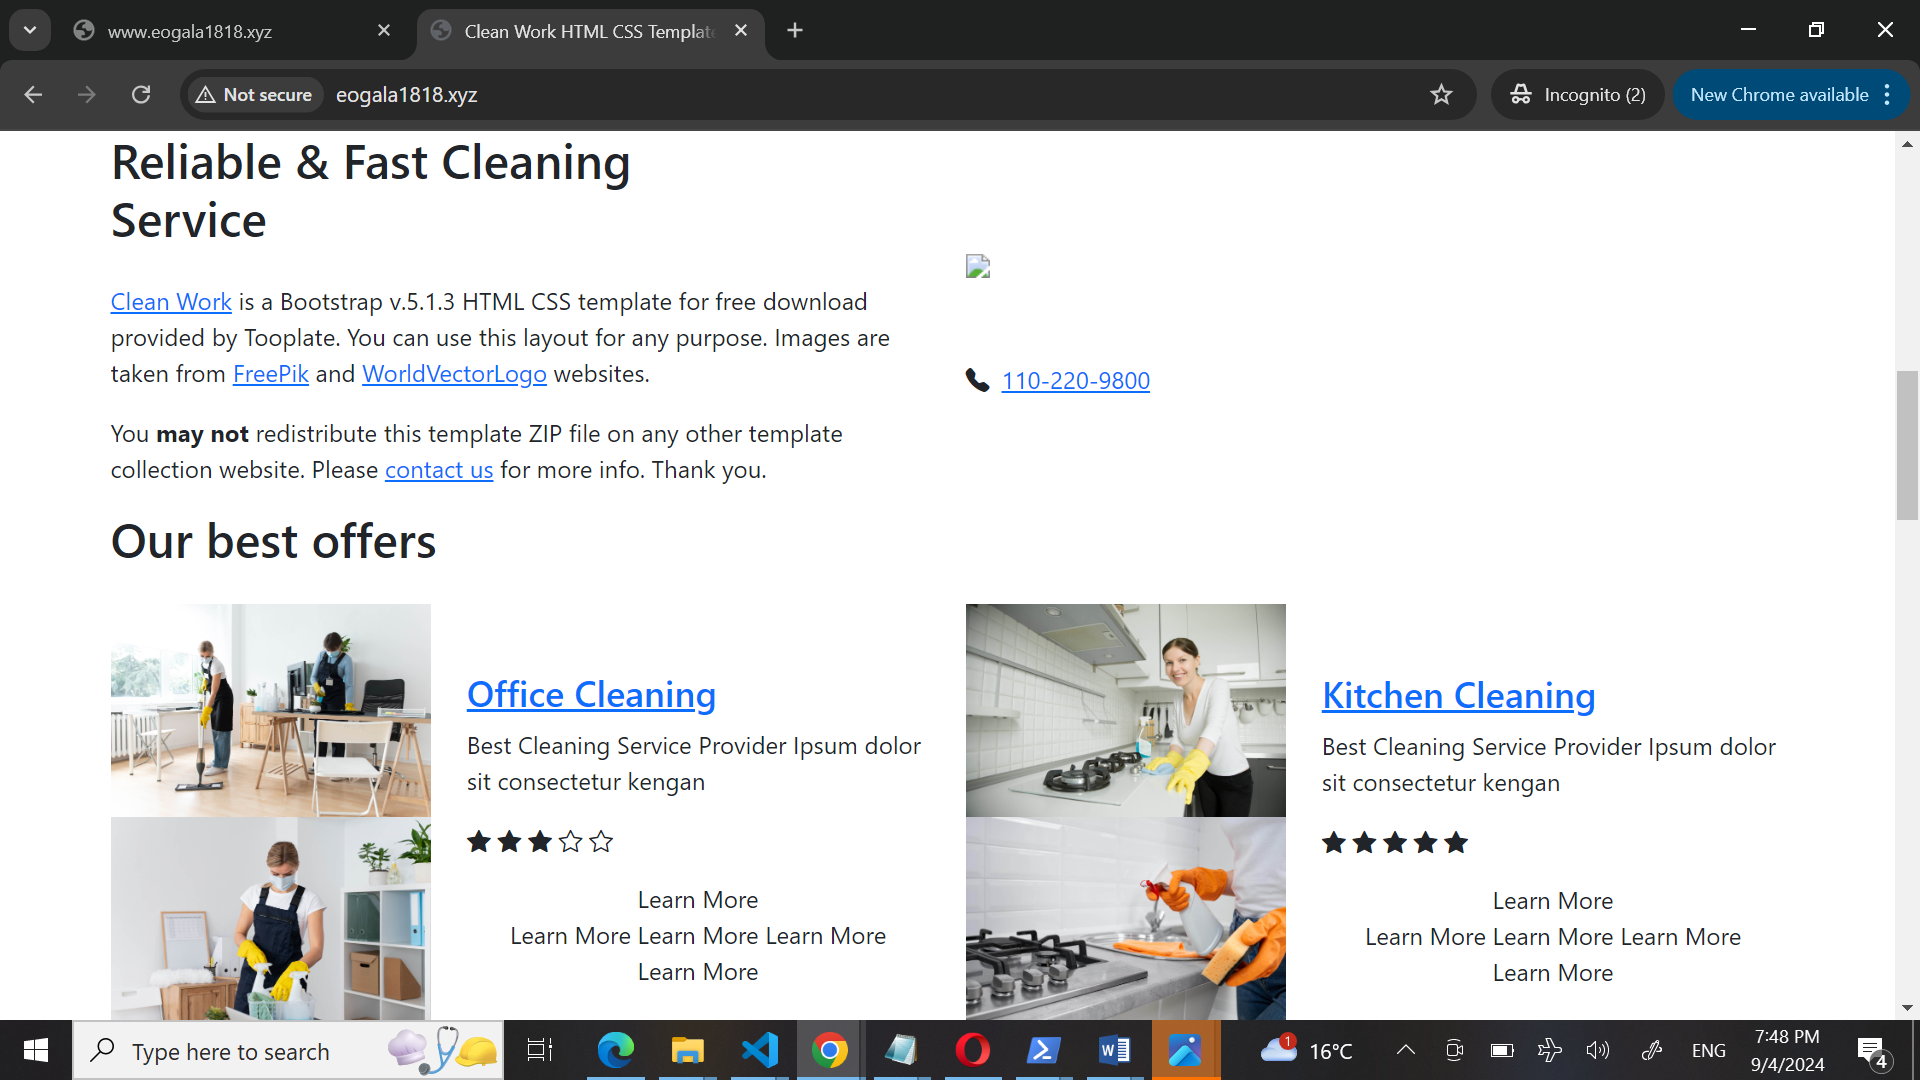 www.eogala1818.xyz
Clean Work HTML CSS Template
Not secure
eogala1818.xyz
Incognito (2)
New Chrome available
Reliable & Fast Cleaning
Service
Clean Work is a Bootstrap v.5.1.3 HTML CSS template for free download
provided by Tooplate. You can use this layout for any purpose. Images are
taken from FreePik and WorldVectorLogo websites.
110-220-9800
You may not redistribute this template ZIP file on any other template
collection website. Please contact us for more info. Thank you.
Our best offers
Office Cleaning
Best Cleaning Service Provider Ipsum dolor
sit consectetur kengan
Learn More
Learn More Learn More Learn More
Learn More
Kitchen Cleaning
Best Cleaning Service Provider Ipsum dolor
sit consectetur kengan
Learn More
Learn More Learn More Learn More
Learn More
Type here to search
1
16°C
ENG
7:48 PM
9/4/2024
4